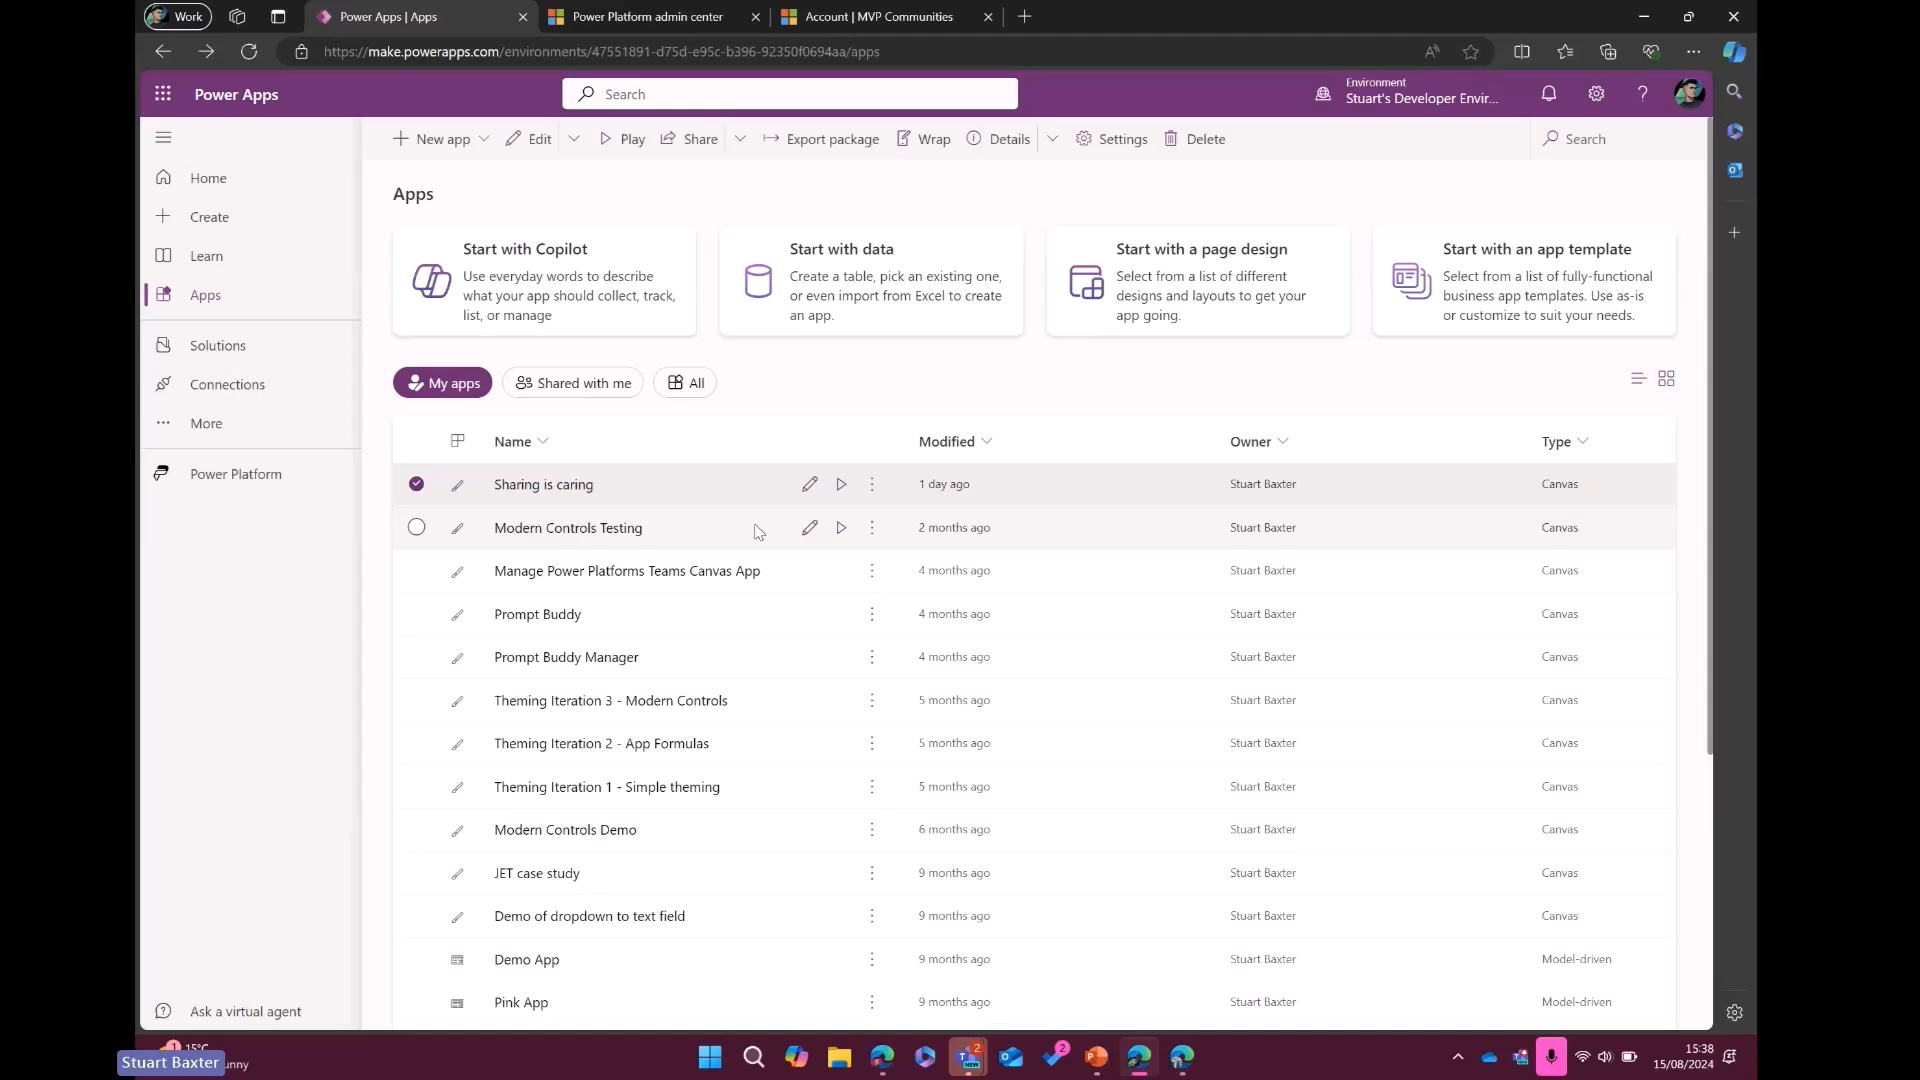 Work
Power Apps | Apps
Power Platform admin center
Account | MVP Communities
https://make.powerapps.com/environments/47551891-d75d-e95c-b396-92350f0694aa/apps
Power Apps
Search
Environment
Stuart's Developer Envir...
New app
Edit
Play
Share
Export package
Wrap
Details
Settings
Delete
Search
Home
Create
Learn
Apps
Solutions
Connections
More
Power Platform
Ask a virtual agent
Apps
Start with Copilot
Use everyday words to describe
what your app should collect, track,
list, or manage
Start with data
Create a table, pick an existing one,
or even import from Excel to create
an app.
Start with a page design
Select from a list of different
designs and layouts to get your
app going.
Start with an app template
Select from a list of fully-functional
business app templates. Use as-is
or customize to suit your needs.
My apps
Shared with me
All
Name Modified Owner Type
Sharing is caring 1 day ago Stuart Baxter Canvas
Modern Controls Testing 2 months ago Stuart Baxter Canvas
Manage Power Platforms Teams Canvas App 4 months ago Stuart Baxter Canvas
Prompt Buddy 4 months ago Stuart Baxter Canvas
Prompt Buddy Manager 4 months ago Stuart Baxter Canvas
Theming Iteration 3 - Modern Controls 5 months ago Stuart Baxter Canvas
Theming Iteration 2 - App Formulas 5 months ago Stuart Baxter Canvas
Theming Iteration 1 - Simple theming 5 months ago Stuart Baxter Canvas
Modern Controls Demo 6 months ago Stuart Baxter Canvas
JET case study 9 months ago Stuart Baxter Canvas
Demo of dropdown to text field 9 months ago Stuart Baxter Canvas
Demo App 9 months ago Stuart Baxter Model-driven
Pink App 9 months ago Stuart Baxter Model-driven
1
15°C
Stuart Baxter
unny
2
NEW
2
15:38
15/08/2024